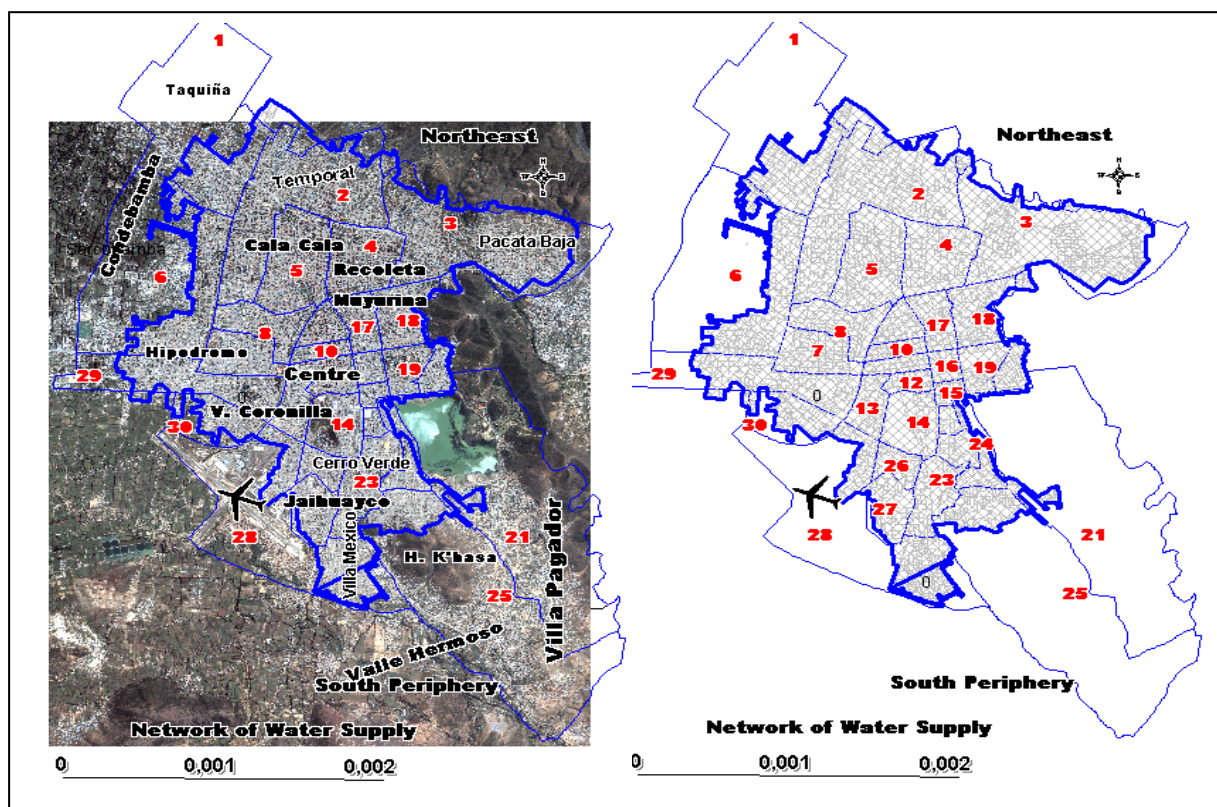 1
Taquiña
Northeast
N
W E
S
Condebamba
Temporal
2
3
Pacata Baja
Cala Cala
4
5
Recoleta
6
Muyurina
8
17
18
Hipodromo
10
19
29
Centre
0
V. Coronilla
14
30
Cerro Verde
23
Jaihuayco
28
Villa Mexico
H. K'hasa
21
Villa Pagador
25
Valle Hermoso
South Periphery
Network of Water Supply
0 0,001 0,002
1
Northeast
N
W E
S
2
3
4
5
6
18
17
8
7
10
16
19
29
12
15
0
13
14
30
24
26
23
27
28
21
0
25
South Periphery
Network of Water Supply
0 0,001 0,002